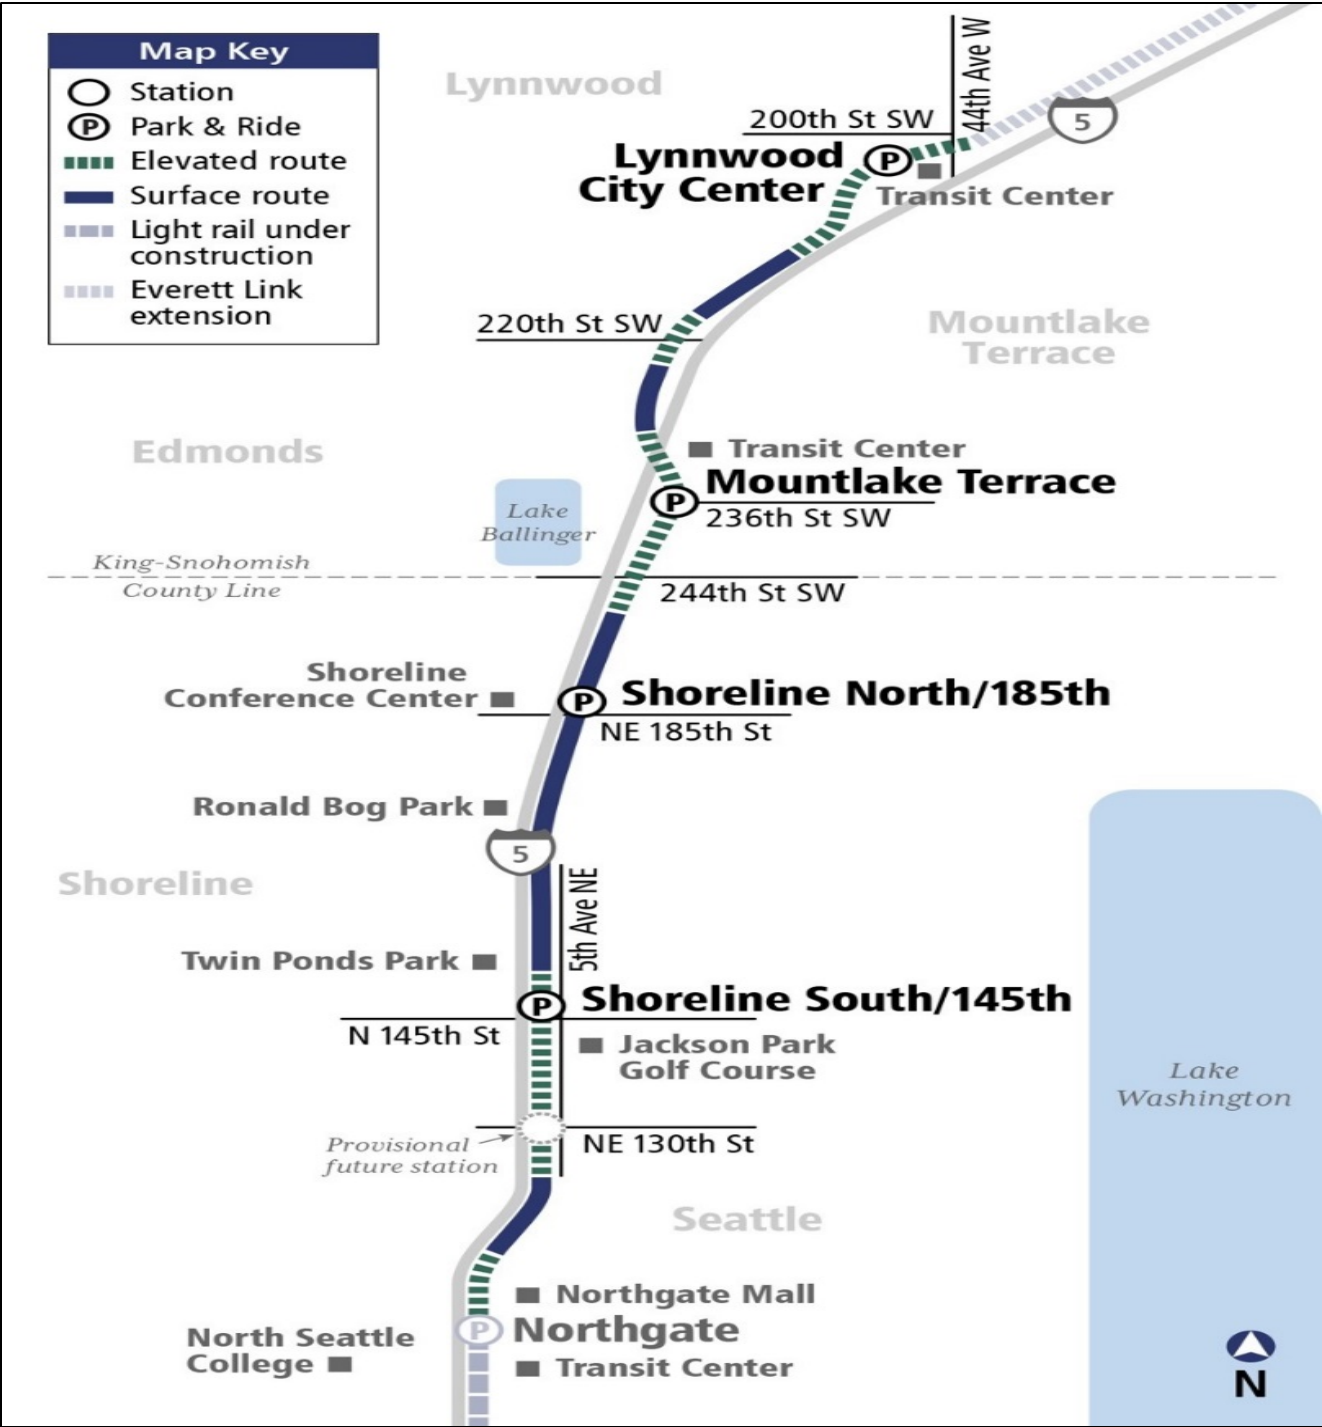 Map Key
Station
P Park & Ride
Elevated route
Surface route
Light rail under
construction
Everett Link
extension
Lynnwood
44th Ave W
5
200th St SW
Lynnwood
City Center
P
Transit Center
220th St SW
Mountlake
Terrace
Edmonds
Transit Center
Mountlake Terrace
P
236th St SW
Lake
Ballinger
King-Snohomish
County Line
244th St SW
Shoreline
Conference Center
P
Shoreline North/185th
NE 185th St
Ronald Bog Park
5
Shoreline
5th Ave NE
Twin Ponds Park
P
Shoreline South/145th
N 145th St
Jackson Park
Golf Course
Lake
Washington
Provisional
future station
NE 130th St
Seattle
Northgate Mall
P
Northgate
North Seattle
College
Transit Center
N